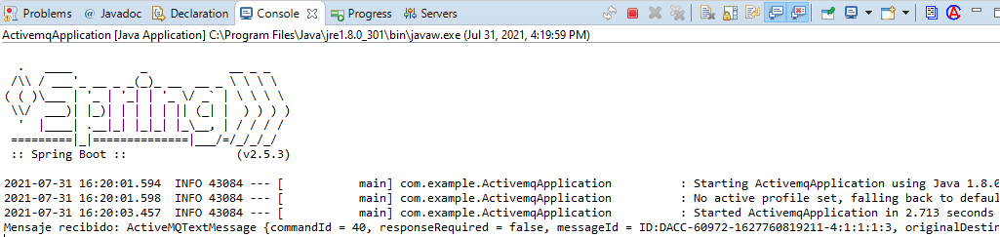 Problems @ Javadoc Declaration Console Progress Servers
ActivemqApplication [Java Application] C:\Program Files\Java\jre1.8.0_301\bin\javaw.exe (Jul 31, 2021, 4:19:59 PM)
  .   ____          _            __ _ _
 /\\ / ___'_ __ _ _(_)_ __  __ _ \ \ \ \
( ( )\___ | '_ | '_| | '_ \/ _` | \ \ \ \
 \\/  ___)| |_)| | | | | || (_| |  ) ) ) )
  '  |____| .__|_| |_|_| |_\__, | / / / /
 =========|_|==============|___/=/_/_/_/
 :: Spring Boot ::                (v2.5.3)
2021-07-31 16:20:01.594  INFO 43084 --- [           main] com.example.ActivemqApplication          : Starting ActivemqApplication using Java 1.8.0
2021-07-31 16:20:01.598  INFO 43084 --- [           main] com.example.ActivemqApplication          : No active profile set, falling back to defaul
2021-07-31 16:20:03.457  INFO 43084 --- [           main] com.example.ActivemqApplication          : Started ActivemqApplication in 2.713 seconds
Mensaje recibido: ActiveMQTextMessage {commandId = 40, responseRequired = false, messageId = ID:DACC-60972-1627760819211-4:1:1:1:3, originalDestin